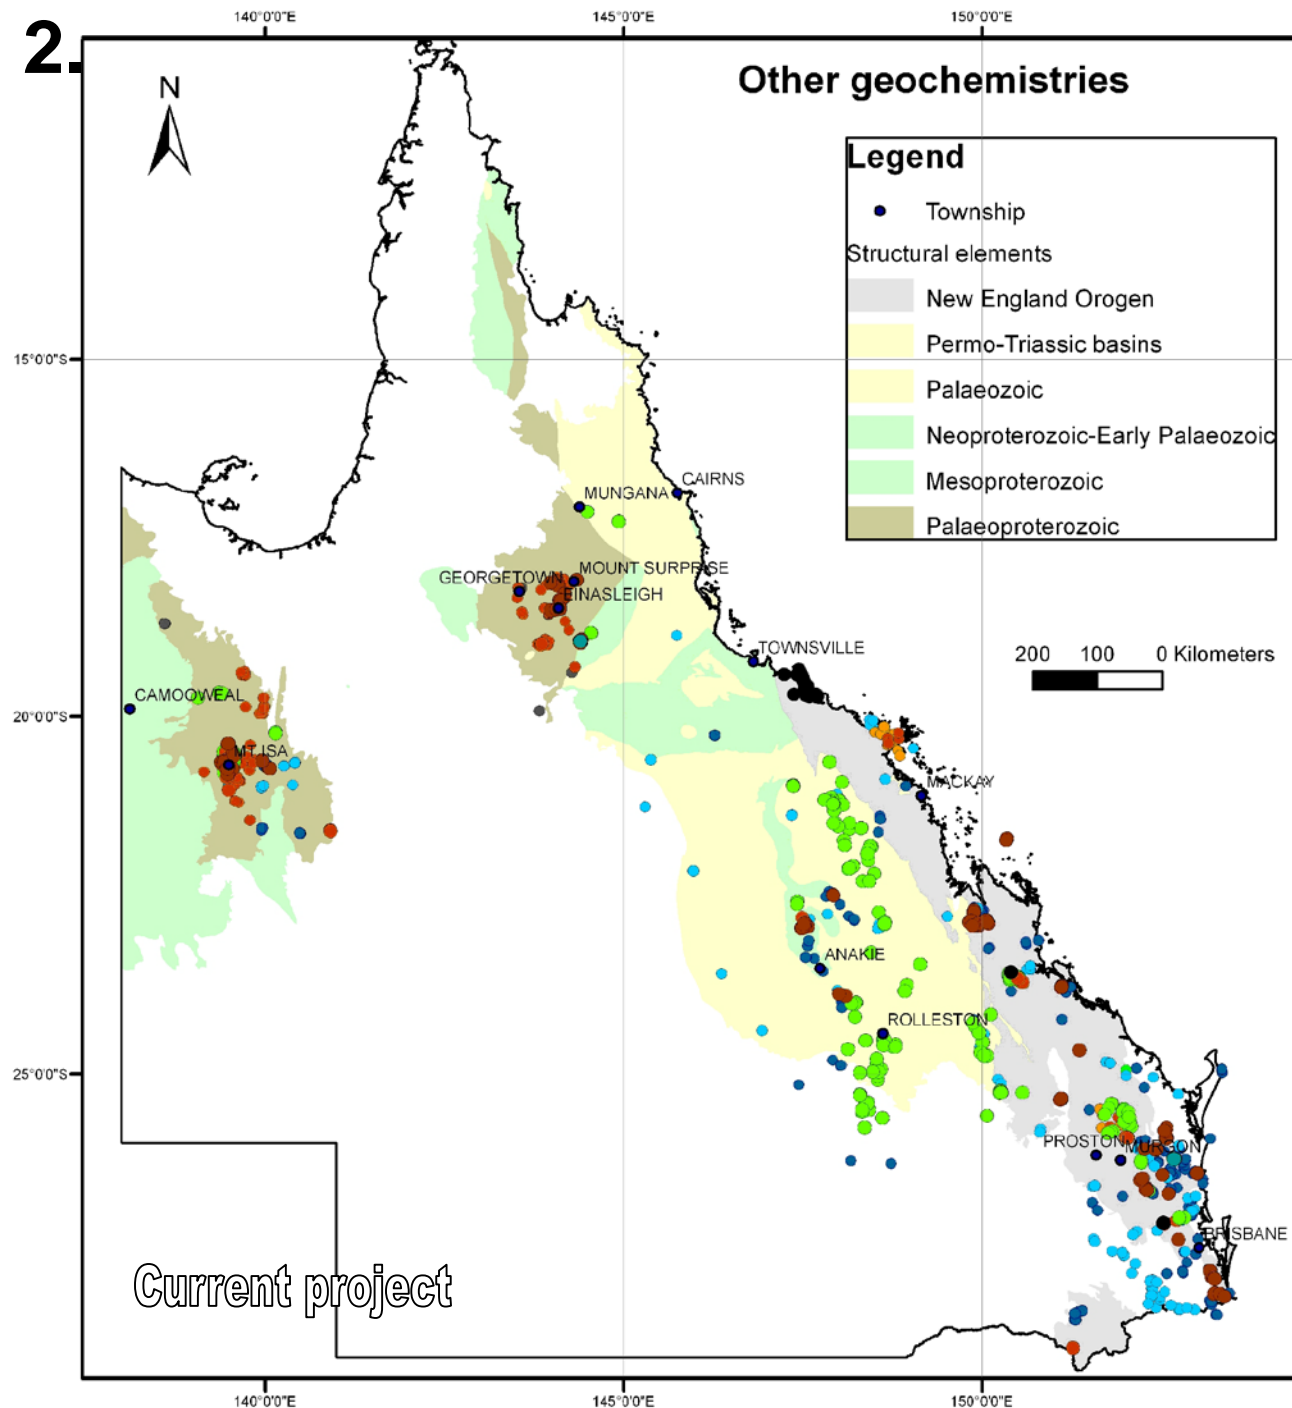 140°0'0"E 145°0'0"E 150°0'0"E
2.
Other geochemistries
N
Legend
Township
Structural elements
New England Orogen
Permo-Triassic basins
15°0'0"S
Palaeozoic
Neoproterozoic-Early Palaeozoic
Mesoproterozoic
Palaeoproterozoic
CAIRNS
MUNGANA
MOUNT SURPRISE
GEORGETOWN
EINASLEIGH
TOWNSVILLE
200 100 0 Kilometers
CAMOOWEAL
20°0'0"S
MT ISA
MACKAY
ANAKIE
ROLLESTON
25°0'0"S
PROSTON
MURGON
BRISBANE
Current project
140°0'0"E 145°0'0"E 150°0'0"E